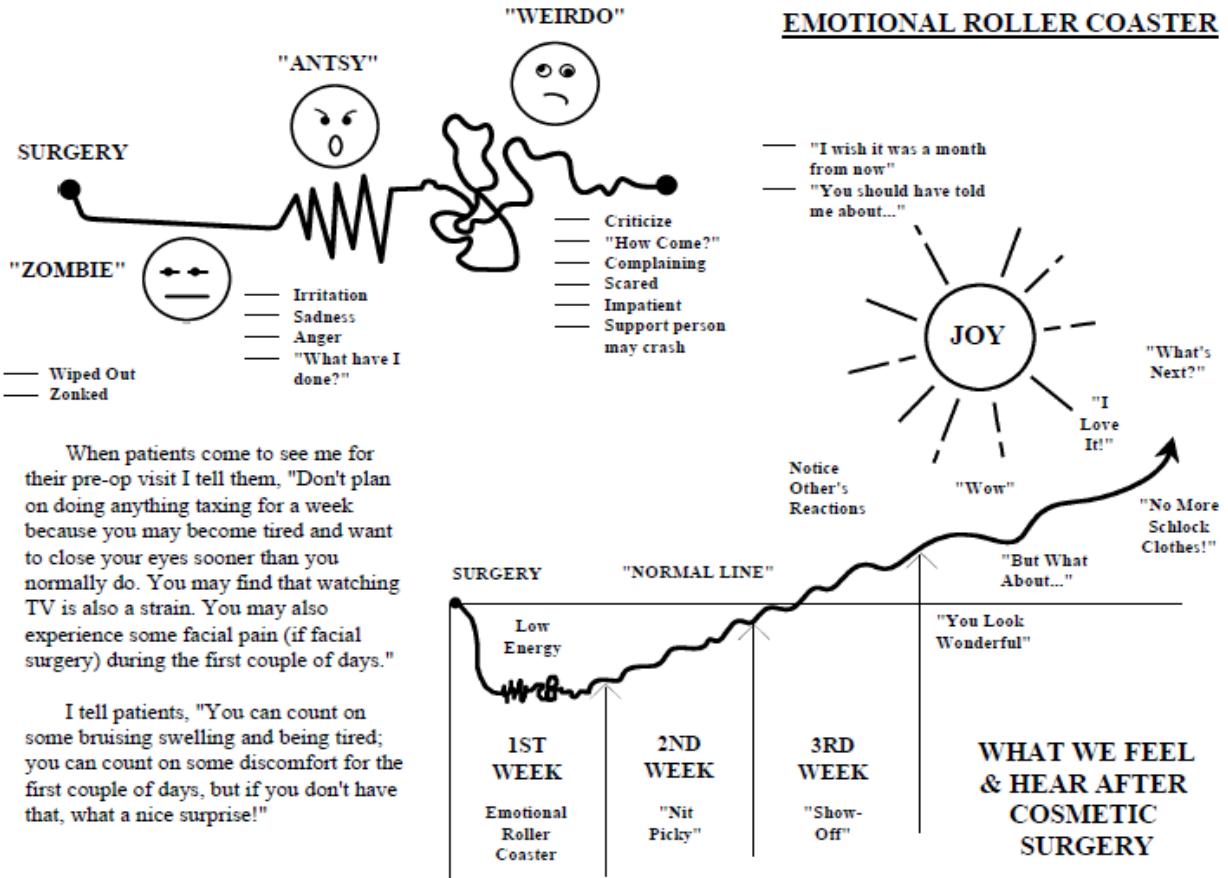 "WEIRDO"
EMOTIONAL ROLLER COASTER
"ANTSY"
SURGERY
"ZOMBIE"
Wiped Out
Zonked
Irritation
Sadness
Anger
"What have I
done?"
Criticize
"How Come?"
Complaining
Scared
Impatient
Support person
may crash
"I wish it was a month
from now"
"You should have told
me about..."
JOY
"What's
Next?"
"I
Love
It!"
Notice
Other's
Reactions
"Wow"
"No More
Schlock
Clothes!"
"But What
About..."
"You Look
Wonderful"
When patients come to see me for
their pre-op visit I tell them, "Don't plan
on doing anything taxing for a week
because you may become tired and want
to close your eyes sooner than you
normally do. You may find that watching
TV is also a strain. You may also
experience some facial pain (if facial
surgery) during the first couple of days."
I tell patients, "You can count on
some bruising swelling and being tired;
you can count on some discomfort for the
first couple of days, but if you don't have
that, what a nice surprise!"
SURGERY
"NORMAL LINE"
Low
Energy
1ST
WEEK
Emotional
Roller
Coaster
2ND
WEEK
"Nit
Picky"
3RD
WEEK
"Show-
Off"
WHAT WE FEEL
& HEAR AFTER
COSMETIC
SURGERY